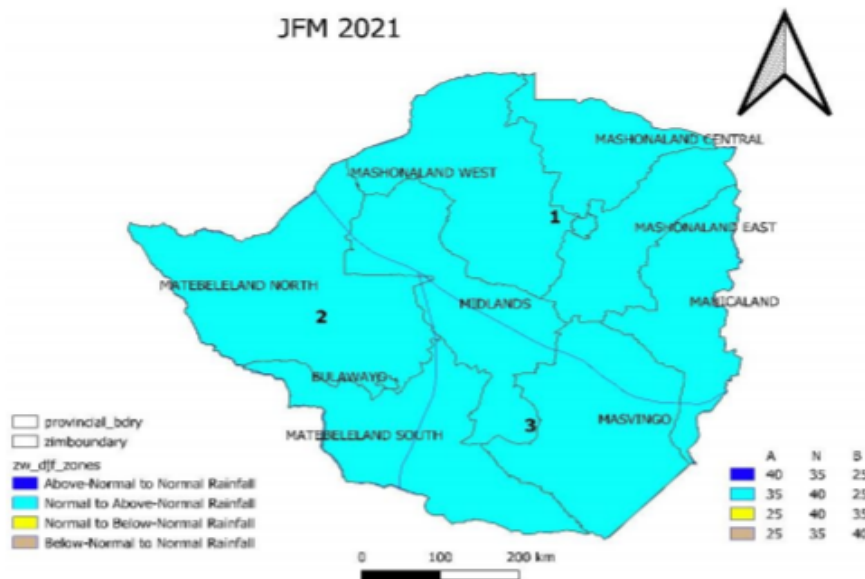 JFM 2021
MASHONALAND CENTRAL
MASHONALAND WEST
1
MASHONALAND EAST
MATEBELELAND NORTH
MIDLANDS
MANICALAND
2
BULAWAYO
MATEBELELAND SOUTH
3
MASVINGO
provincial_bdry
zimboundary
zw_djf_zones
Above-Normal to Normal Rainfall
Normal to Above-Normal Rainfall
Normal to Below-Normal Rainfall
Below-Normal to Normal Rainfall
A N B
40 35 25
35 40 25
25 40 35
25 35 40
0 100 200 km